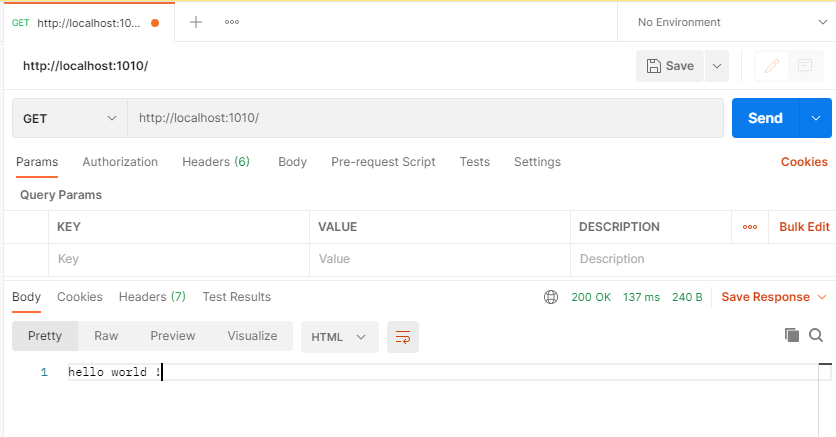 GET http://localhost:10... No Environment
http://localhost:1010/ Save
GET http://localhost:1010/ Send
Params Authorization Headers (6) Body Pre-request Script Tests Settings Cookies
Query Params
KEY VALUE DESCRIPTION Bulk Edit
Key Value Description
Body Cookies Headers (7) Test Results 200 OK 137 ms 240 B Save Response
Pretty Raw Preview Visualize HTML
1 hello world !